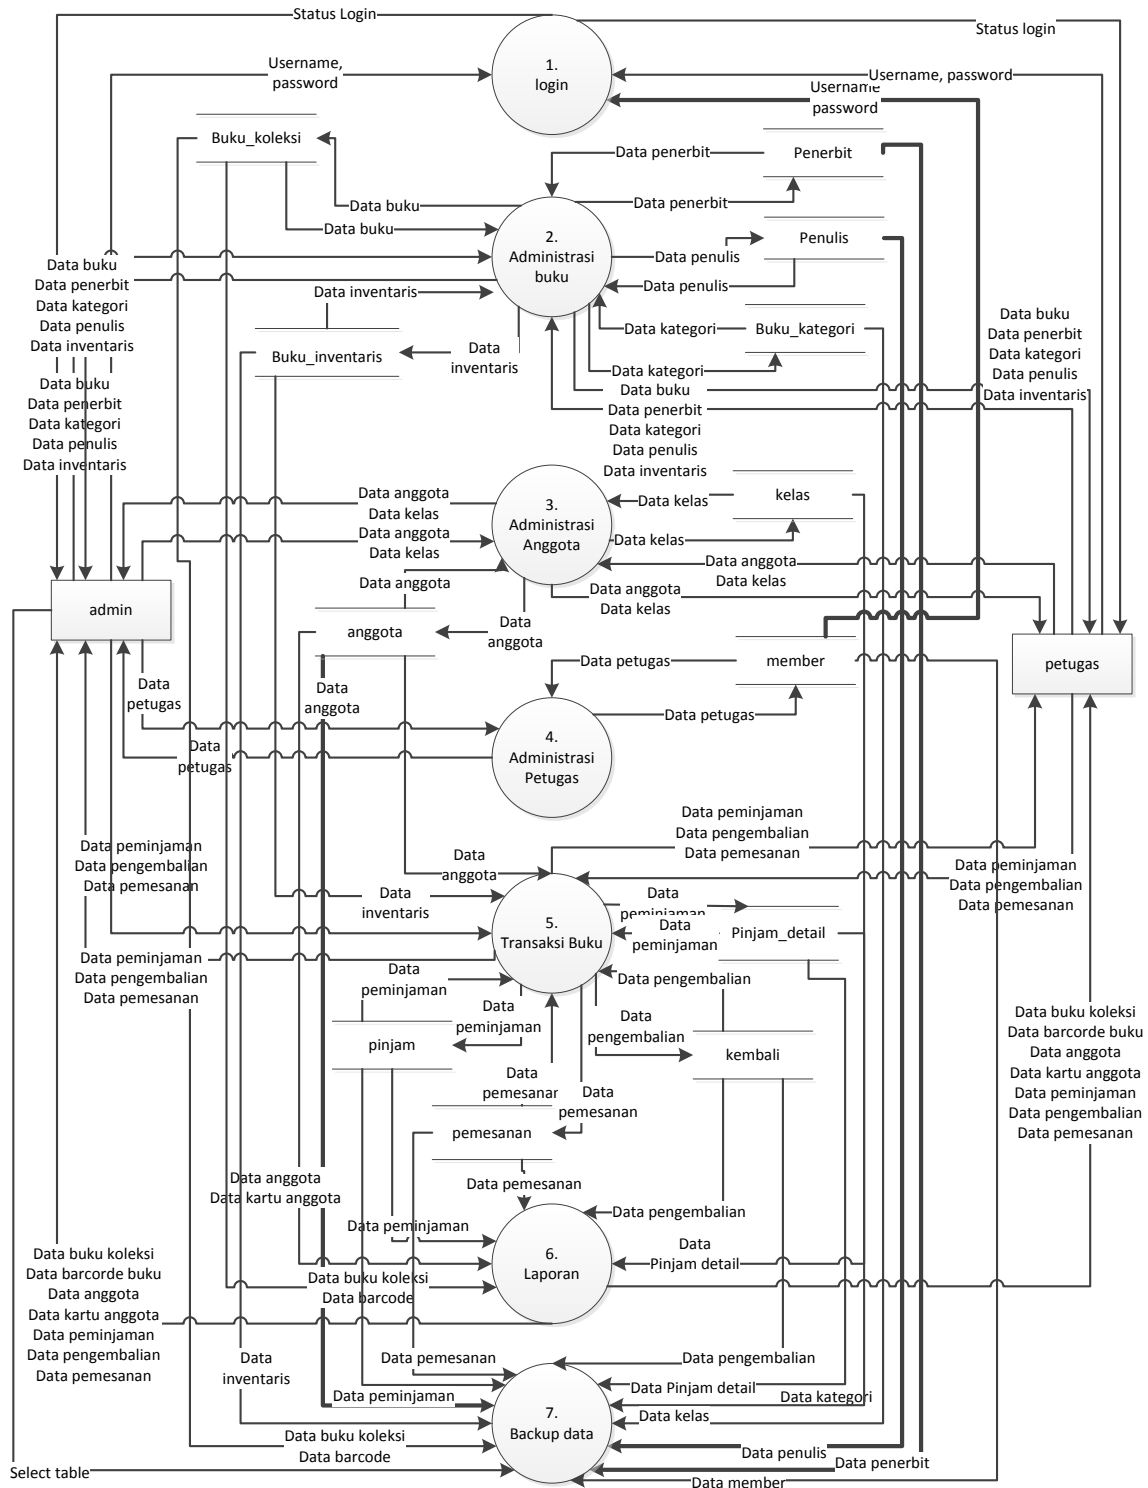 Status Login
Status login
Username,
password
1.
login
Username, password
Username
password
Buku_koleksi
Data penerbit
Penerbit
Data buku
Data penerbit
Data buku
2.
Administrasi
buku
Penulis
Data penulis
Data penulis
Data buku
Data penerbit
Data kategori
Data penulis
Data inventaris
Data inventaris
Data kategori
Buku_kategori
Buku_inventaris
Data
inventaris
Data kategori
Data buku
Data penerbit
Data kategori
Data penulis
Data inventaris
Data buku
Data penerbit
Data kategori
Data penulis
Data inventaris
Data buku
Data penerbit
Data kategori
Data penulis
Data inventaris
Data anggota
Data kelas
Data anggota
Data kelas
3.
Administrasi
Anggota
Data kelas
kelas
Data kelas
Data anggota
Data kelas
Data anggota
Data kelas
Data anggota
admin
anggota
Data
anggota
Data
anggota
Data petugas
member
petugas
Data
petugas
Data petugas
4.
Administrasi
Petugas
Data
petugas
Data peminjaman
Data pengembalian
Data pemesanan
Data peminjaman
Data pengembalian
Data pemesanan
Data
anggota
Data peminjaman
Data pengembalian
Data pemesanan
Data
inventaris
5.
Transaksi Buku
Data
peminjaman
Data
peminjaman
Pinjam_detail
Data peminjaman
Data pengembalian
Data pemesanan
Data
peminjaman
Data pengembalian
Data
peminjaman
pinjam
Data
pengembalian
kembali
Data buku koleksi
Data barcorde buku
Data anggota
Data kartu anggota
Data peminjaman
Data pengembalian
Data pemesanan
Data
pemesanan
Data
pemesanan
pemesanan
Data anggota
Data kartu anggota
Data pemesanan
Data peminjaman
Data pengembalian
6.
Laporan
Data
Pinjam detail
Data buku koleksi
Data barcode
Data buku koleksi
Data barcorde buku
Data anggota
Data kartu anggota
Data peminjaman
Data pengembalian
Data pemesanan
Data
inventaris
Data pemesanan
Data pengembalian
Data peminjaman
7.
Backup data
Data Pinjam detail
Data kategori
Data kelas
Data buku koleksi
Data barcode
Data penulis
Data penerbit
Select table
Data member